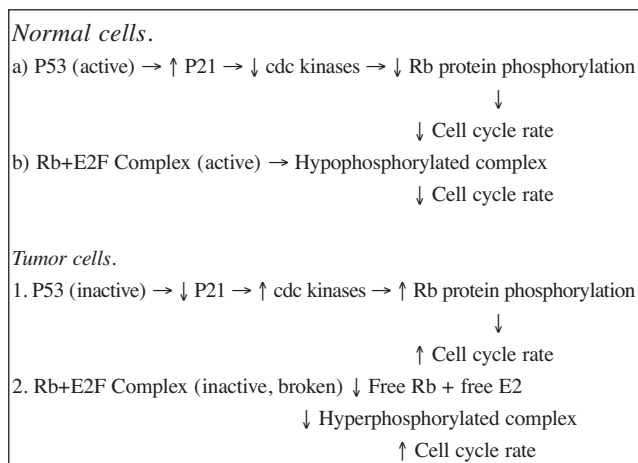 Normal cells.
a) P53 (active) → ↑ P21 → ↓ cdc kinases → ↓ Rb protein phosphorylation
↓
↓ Cell cycle rate
b) Rb+E2F Complex (active) → Hypophosphorylated complex
↓ Cell cycle rate
Tumor cells.
1. P53 (inactive) → ↓ P21 → ↑ cdc kinases → ↑ Rb protein phosphorylation
↓
↑ Cell cycle rate
2. Rb+E2F Complex (inactive, broken) ↓ Free Rb + free E2
↓ Hyperphosphorylated complex
↑ Cell cycle rate